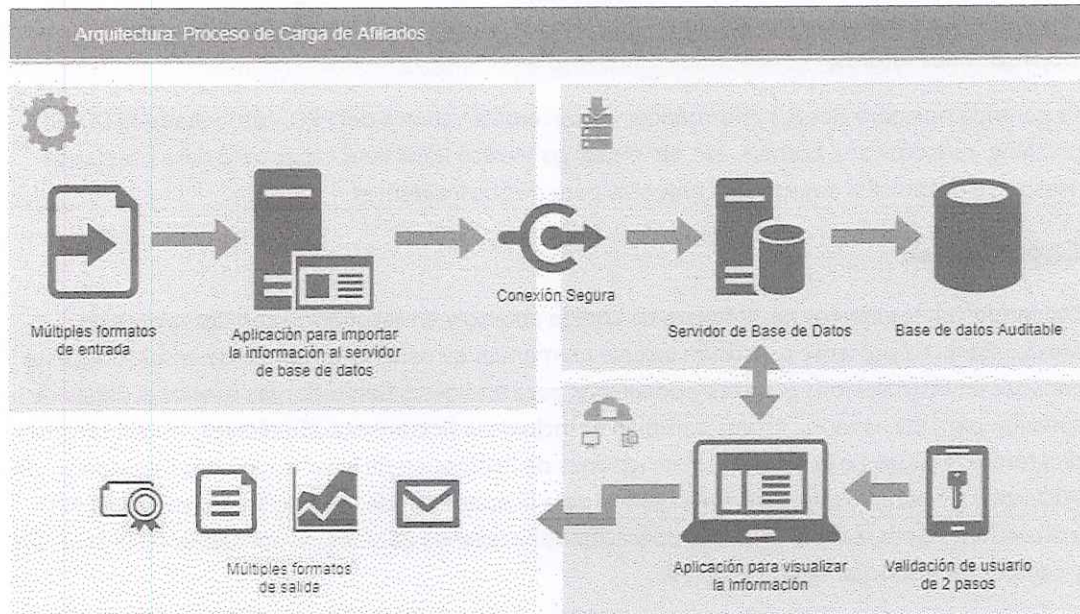 Arquitectura: Proceso de Carga de Afiliados
Múltiples formatos
de entrada
Aplicación para importar
la información al servidor
de base de datos
Conexión Segura
Servidor de Base de Datos
Base de datos Auditable
Múltiples formatos
de salida
Aplicación para visualizar
la información
Validación de usuario
de 2 pasos